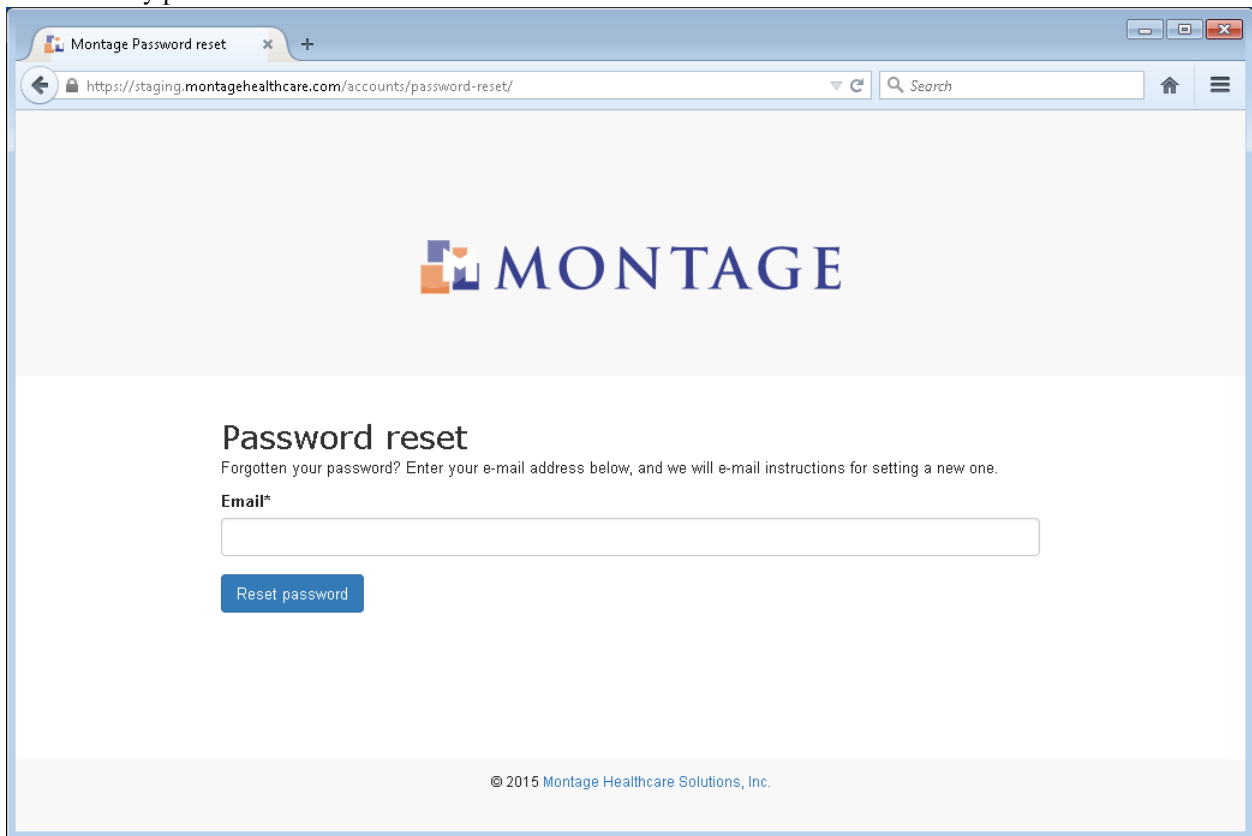 Montage Password reset
https://staging.montagehealthcare.com/accounts/password-reset/
Search
MONTAGE
Password reset
Forgotten your password? Enter your e-mail address below, and we will e-mail instructions for setting a new one.
Email*
Reset password
© 2015 Montage Healthcare Solutions, Inc.